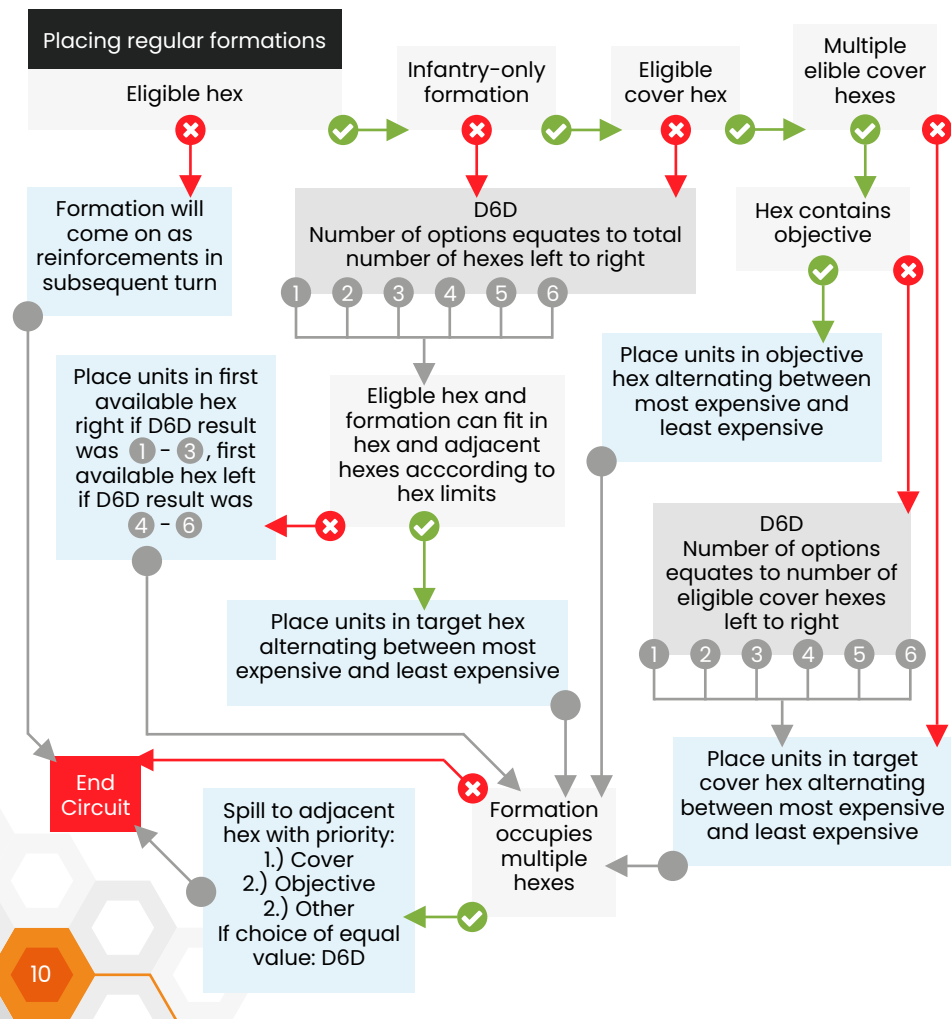 Placing regular formations
Eligible hex
Infantry-only
formation
Eligible
cover hex
Multiple
elible cover
hexes
Formation will
come on as
reinforcements in
subsequent turn
D6D
Number of options equates to total
number of hexes left to right
1 2 3 4 5 6
Hex contains
objective
Place units in first
available hex
right if D6D result
was 1 - 3, first
available hex left
if D6D result was
4 - 6
Eligble hex and
formation can fit in
hex and adjacent
hexes acccording to
hex limits
Place units in objective
hex alternating between
most expensive and
least expensive
D6D
Number of options
equates to number of
eligible cover hexes
left to right
1 2 3 4 5 6
Place units in target hex
alternating between most
expensive and least expensive
Place units in target
cover hex alternating
between most expensive
and least expensive
End
Circuit
Spill to adjacent
hex with priority:
1.) Cover
2.) Objective
2.) Other
If choice of equal
value: D6D
Formation
occupies
multiple
hexes
10